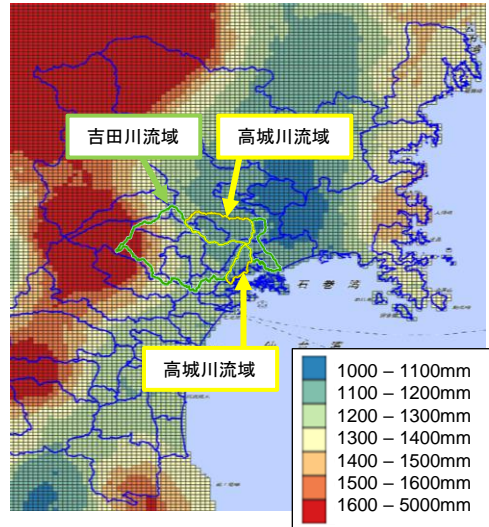 吉田川流域
高城川流域
石巻湾
高城川流域
1000 – 1100mm
1100 – 1200mm
1200 – 1300mm
1300 – 1400mm
1400 – 1500mm
1500 – 1600mm
1600 – 5000mm